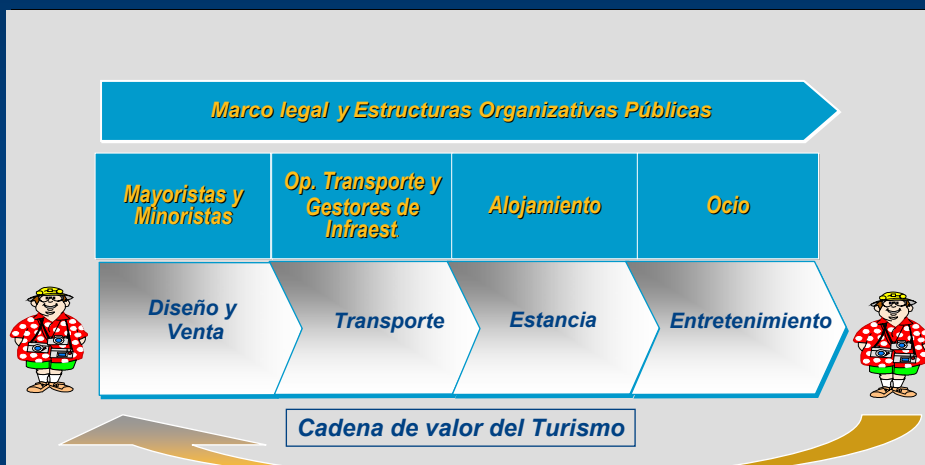 Marco legal y Estructuras Organizativas Públicas
Mayoristas y
Minoristas
Op. Transporte y
Gestores de
Infraest
Alojamiento
Ocio
Diseño y
Venta
Transporte
Estancia
Entretenimiento
Cadena de valor del Turismo